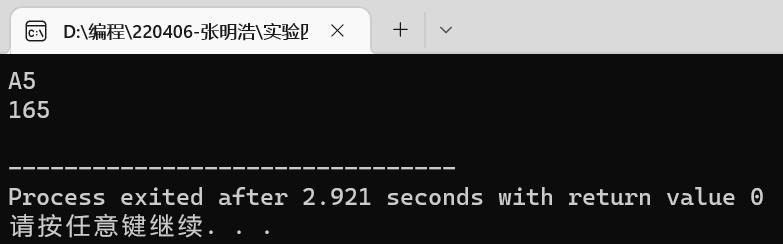 D:\编程\220406-张明浩\实验四
A5
165
--------------------------------
Process exited after 2.921 seconds with return value 0
请按任意键继续. . .